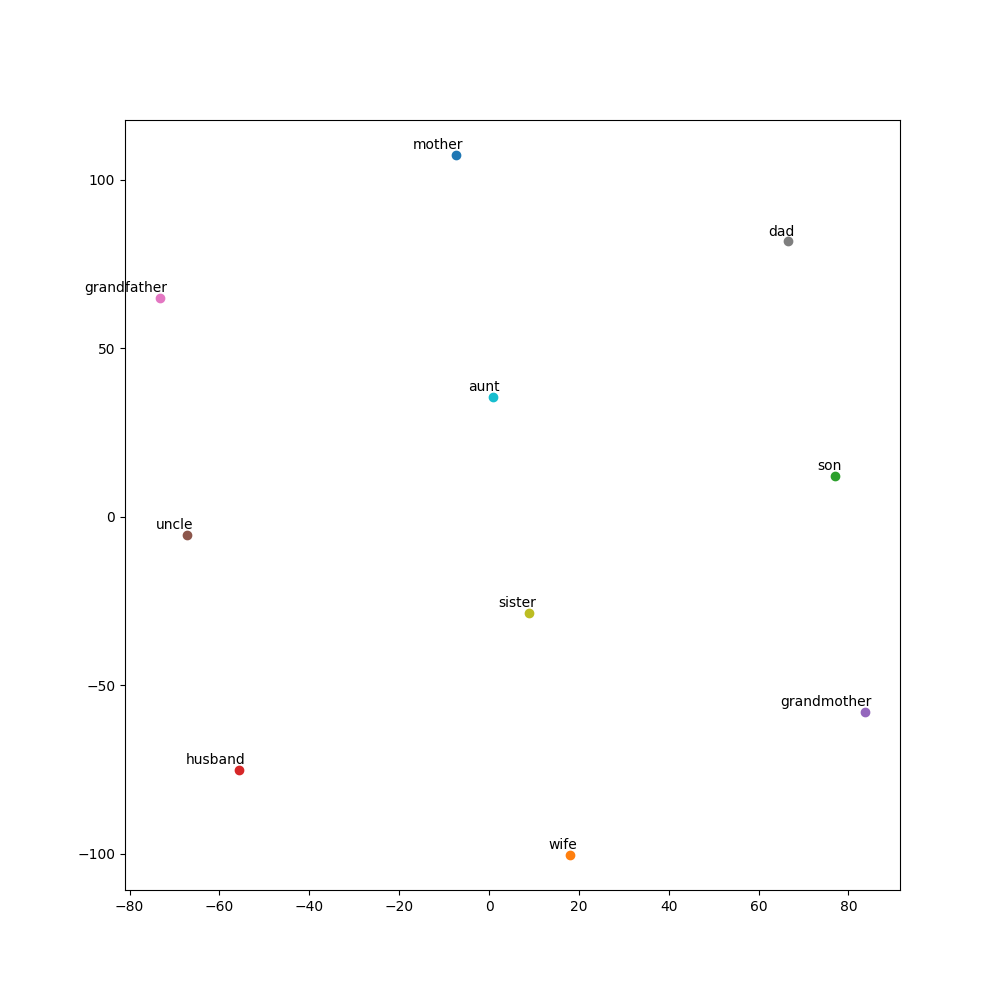 mother
100
dad
grandfather
50
aunt
son
0
uncle
sister
−50
grandmother
husband
wife
−100
−80 −60 −40 −20 0 20 40 60 80